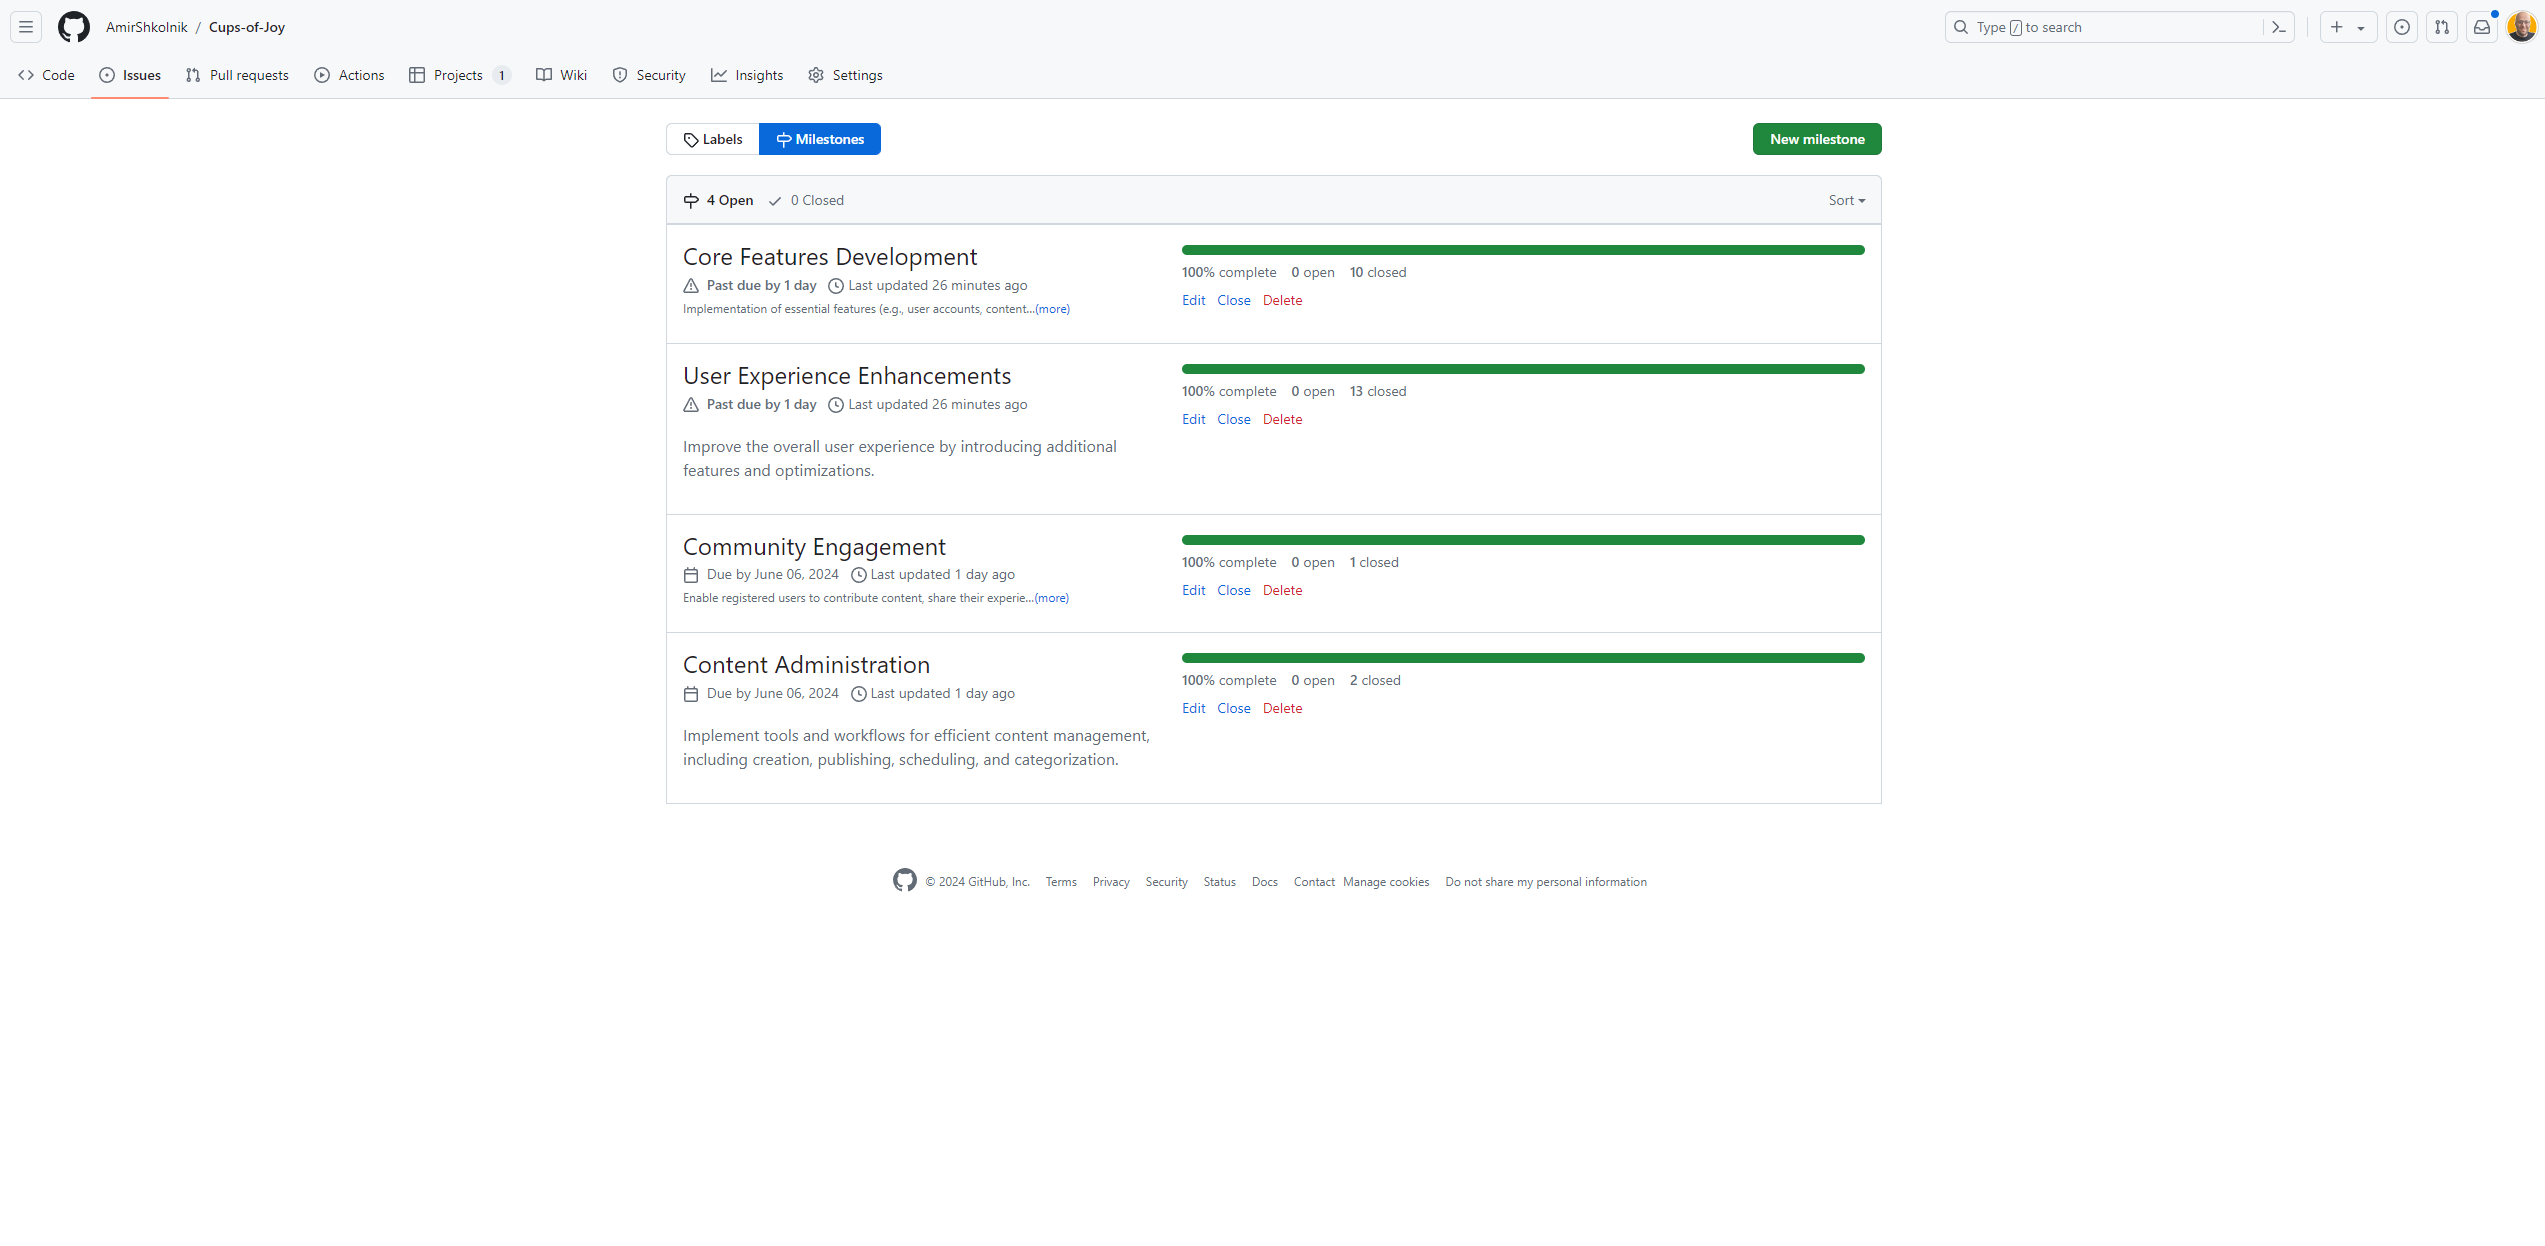 AmirShkolnik / Cups-of-Joy
Type / to search
Code Issues Pull requests Actions Projects 1 Wiki Security Insights Settings
Labels Milestones
New milestone
4 Open 0 Closed
Sort
Core Features Development
Past due by 1 day Last updated 26 minutes ago
Implementation of essential features (e.g., user accounts, content...(more)
100% complete 0 open 10 closed
Edit Close Delete
User Experience Enhancements
Past due by 1 day Last updated 26 minutes ago
Improve the overall user experience by introducing additional
features and optimizations.
100% complete 0 open 13 closed
Edit Close Delete
Community Engagement
Due by June 06, 2024 Last updated 1 day ago
Enable registered users to contribute content, share their experie...(more)
100% complete 0 open 1 closed
Edit Close Delete
Content Administration
Due by June 06, 2024 Last updated 1 day ago
Implement tools and workflows for efficient content management,
including creation, publishing, scheduling, and categorization.
100% complete 0 open 2 closed
Edit Close Delete
© 2024 GitHub, Inc. Terms Privacy Security Status Docs Contact Manage cookies Do not share my personal information